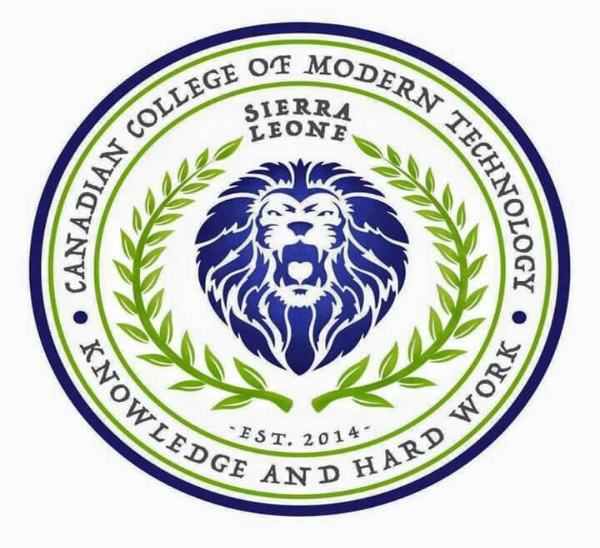 CANADIAN COLLEGE OF MODERN TECHNOLOGY
SIERRA
LEONE
-EST. 2014-
KNOWLEDGE AND HARD WORK